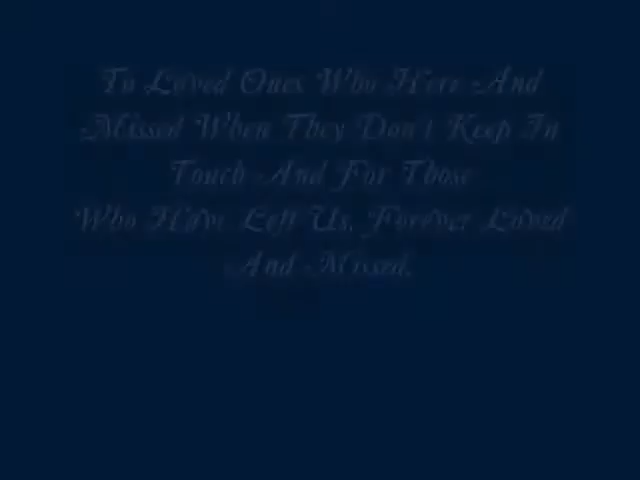 To Loved Ones Who Here And
Missed When They Don't Keep In
Touch And For Those
Who Have Left Us, Forever Loved
And Missed.